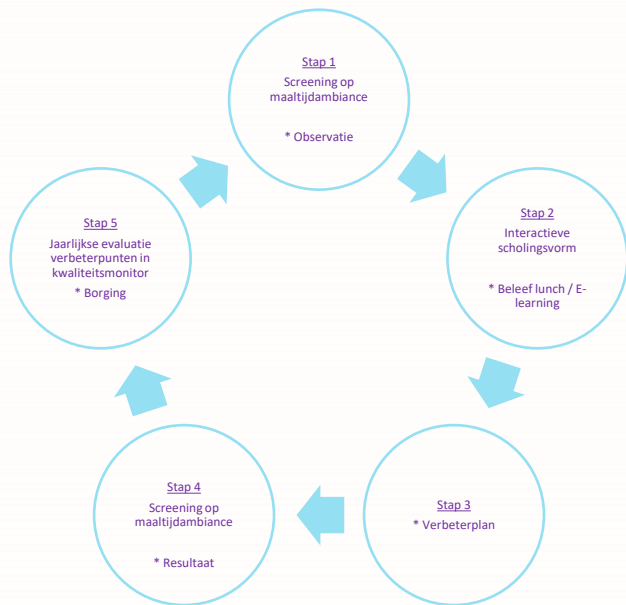 Stap 1
Screening op
maaltijdambiance
* Observatie
Stap 2
Interactieve
scholingsvorm
* Beleef lunch / E-
learning
Stap 3
* Verbeterplan
Stap 4
Screening op
maaltijdambiance
* Resultaat
Stap 5
Jaarlijkse evaluatie
verbeterpunten in
kwaliteitsmonitor
* Borging